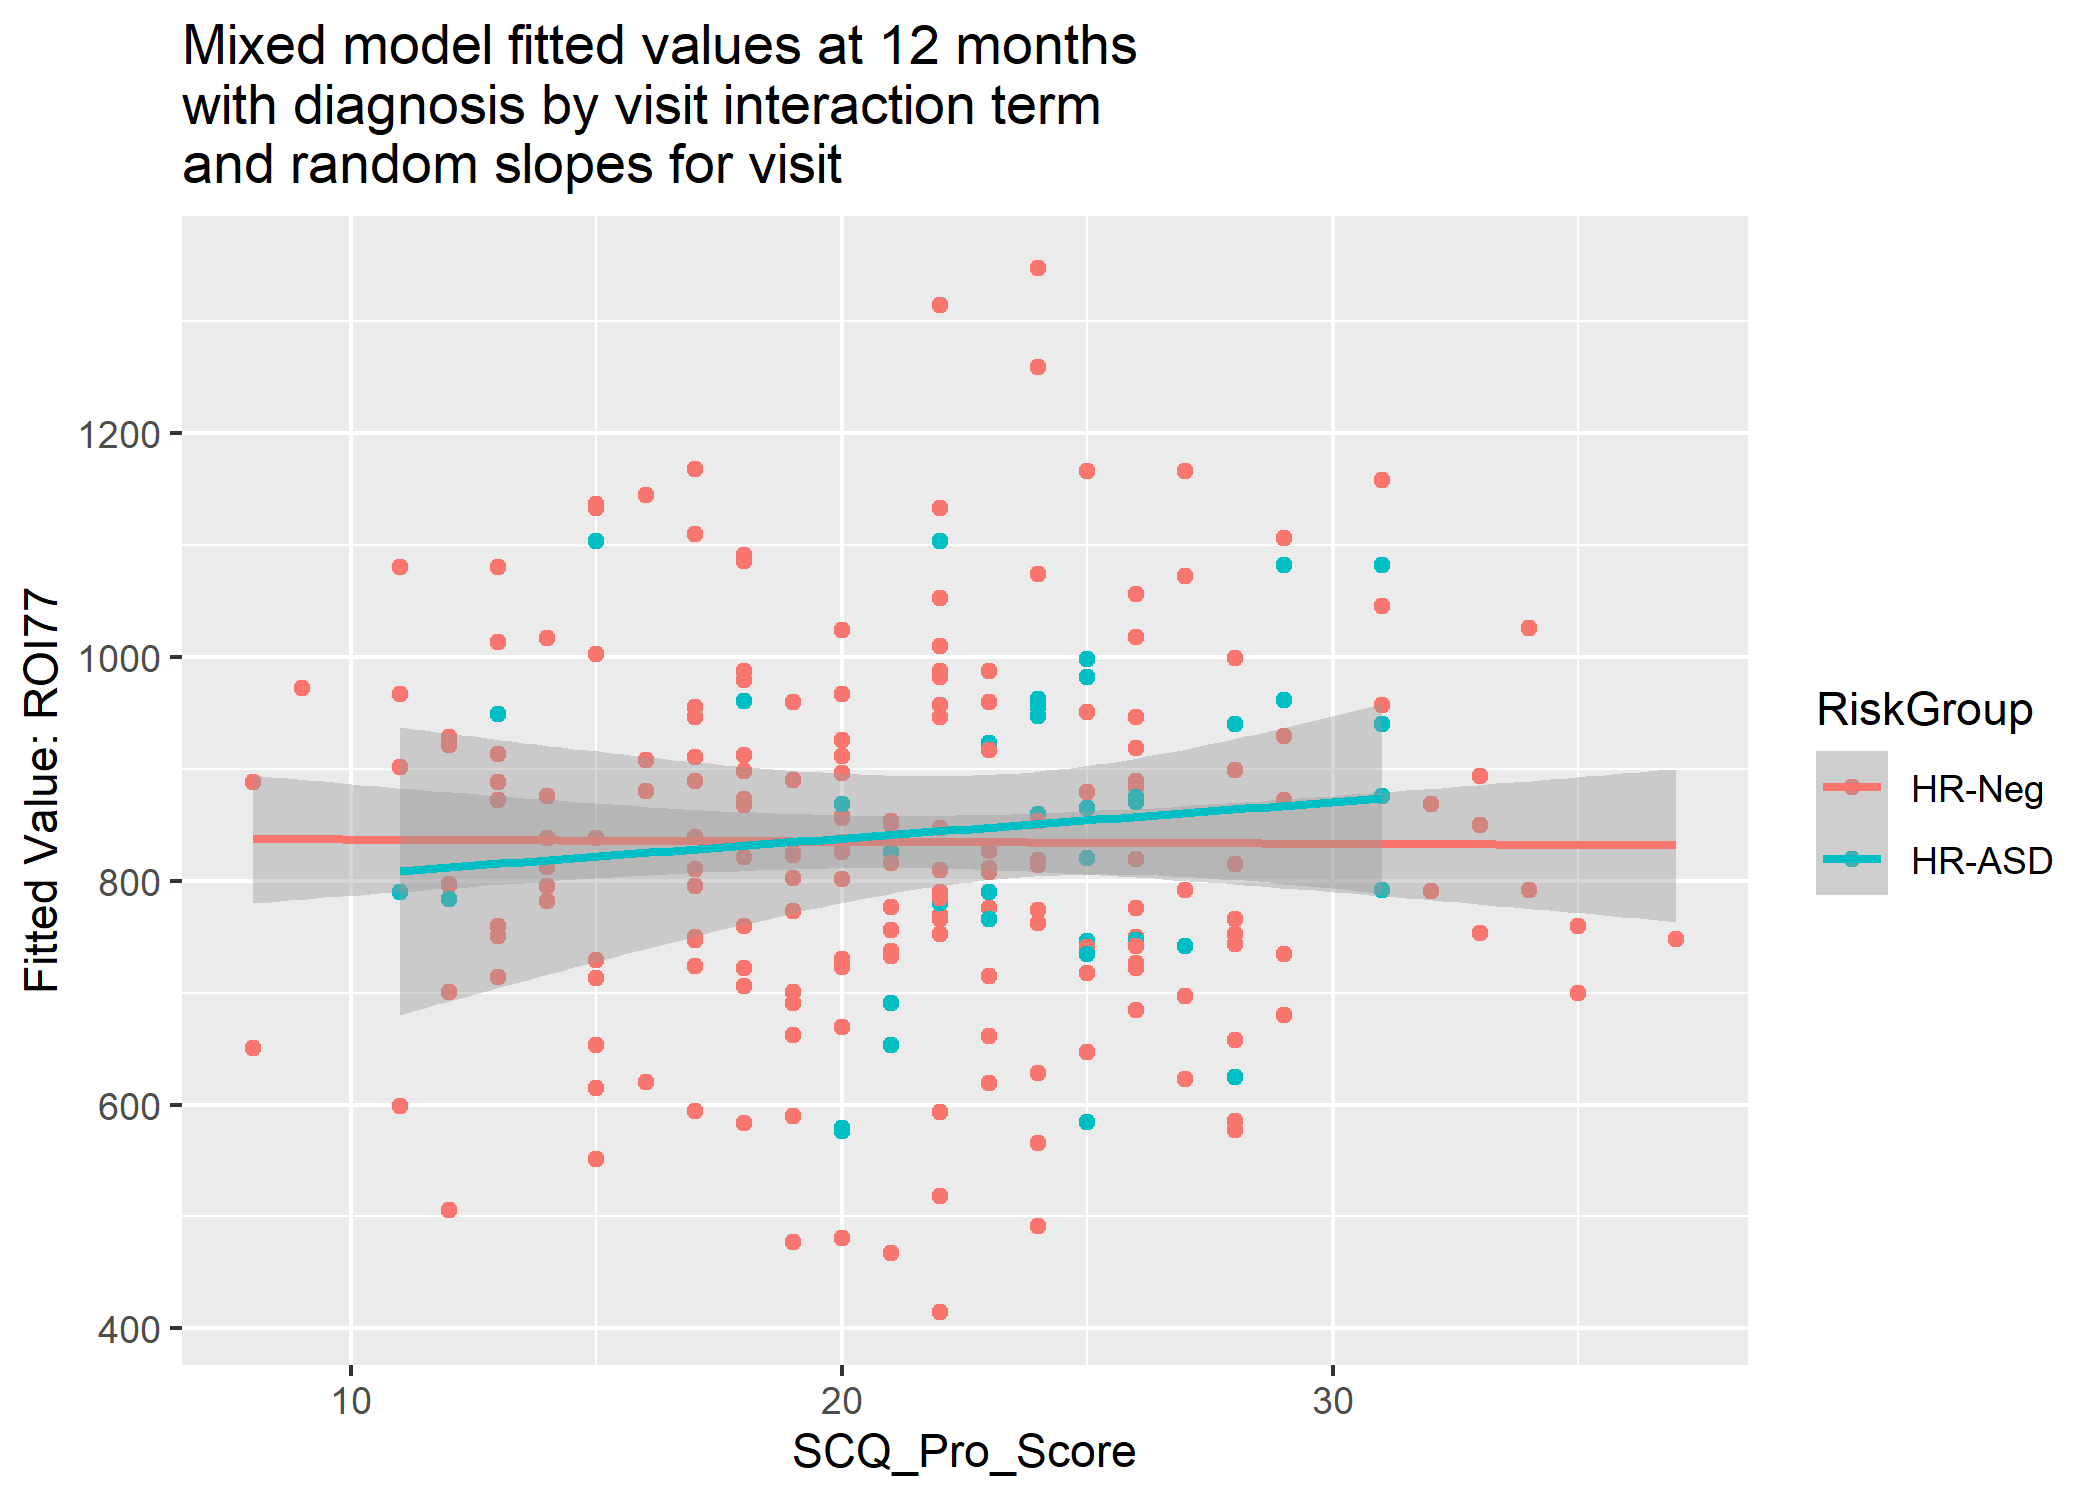 Mixed model fitted values at 12 months
with diagnosis by visit interaction term
and random slopes for visit
Fitted Value: ROI77
1200
1000
800
600
400
10
20
30
SCQ_Pro_Score
RiskGroup
HR-Neg
HR-ASD